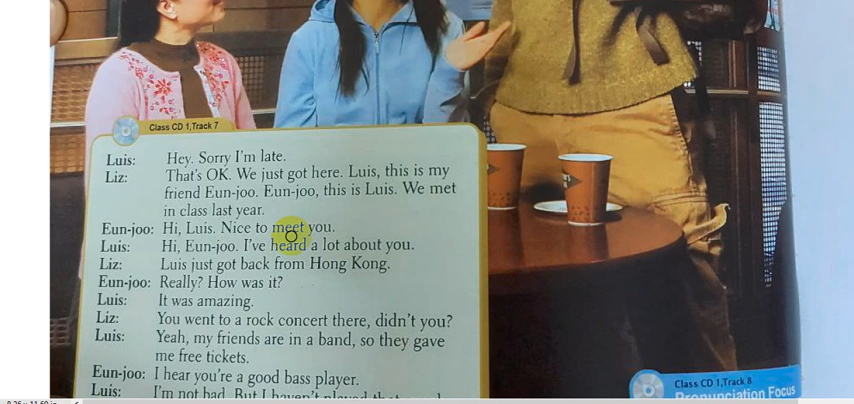 Class CD 1, Track 7
Luis: Hey. Sorry I'm late.
Liz: That's OK. We just got here. Luis, this is my
friend Eun-joo. Eun-joo, this is Luis. We met
in class last year.
Eun-joo: Hi, Luis. Nice to meet you.
Luis: Hi, Eun-joo. I've heard a lot about you.
Liz: Luis just got back from Hong Kong.
Eun-joo: Really? How was it?
Luis: It was amazing.
Liz: You went to a rock concert there, didn't you?
Luis: Yeah, my friends are in a band, so they gave
me free tickets.
Eun-joo: I hear you're a good bass player.
Luis: I'm not bad. But I haven't played that
Class CD 1, Track 8
Pronunciation Focus